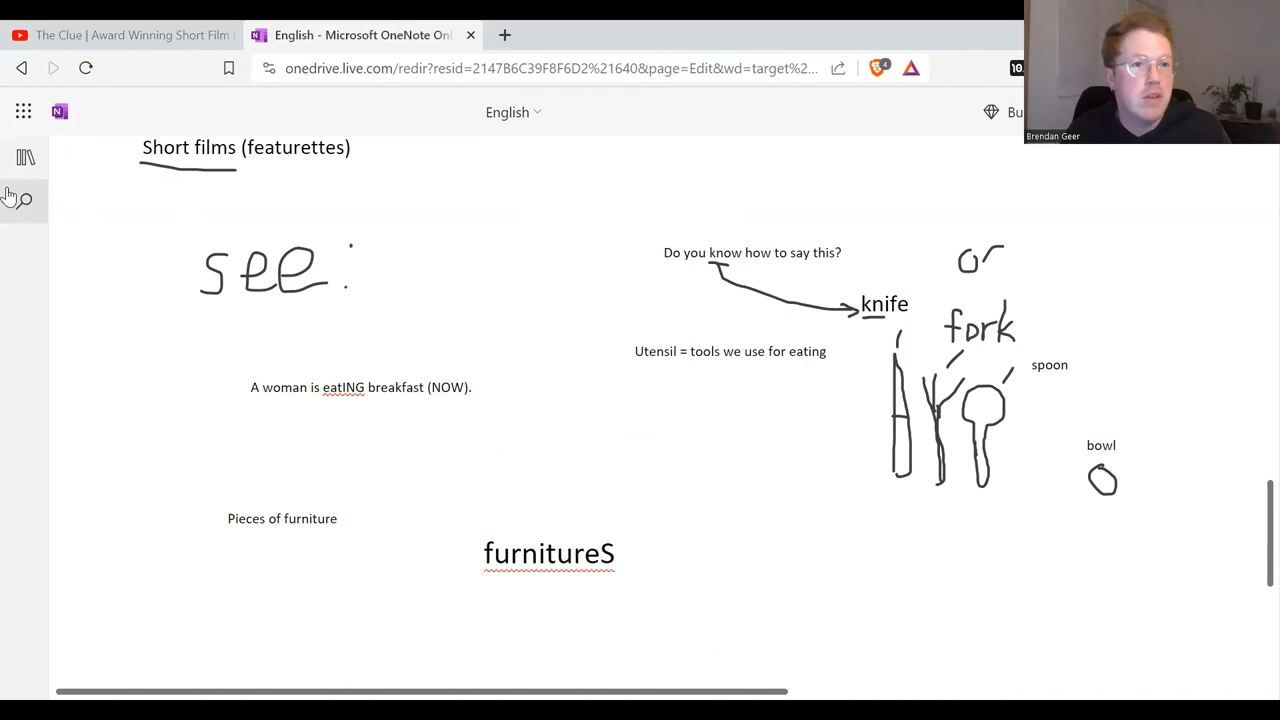 The Clue | Award Winning Short Film (
English - Microsoft OneNote Onl
onedrive.live.com/redir?resid=2147B6C39F8F6D2%21640&page=Edit&wd=target%2...
4
10
English
Bu
Brendan Geer
Short films (featurettes)
see:
Do you know how to say this?
or
knife
fork
Utensil = tools we use for eating
spoon
A woman is eatING breakfast (NOW).
bowl
Pieces of furniture
furnitureS